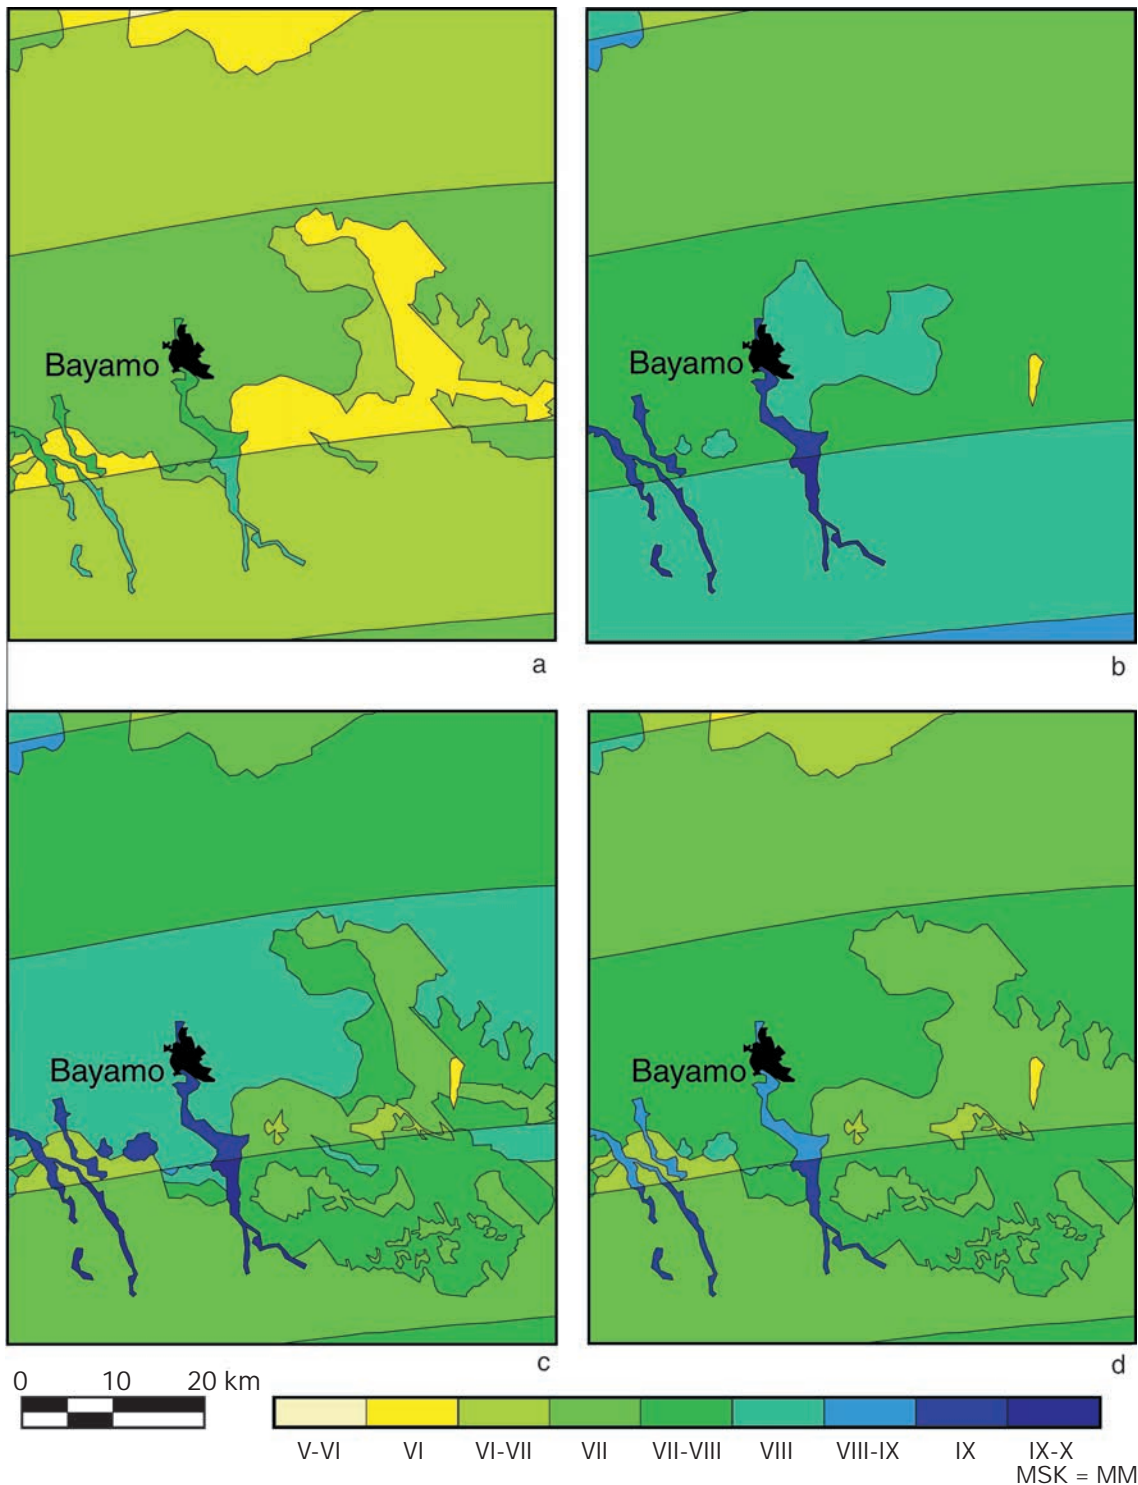 Bayamo
Bayamo
a
b
Bayamo
Bayamo
c
d
0 10 20 km
V-VI VI VI-VII VII VII-VIII VIII VIII-IX IX IX-X
MSK = MM